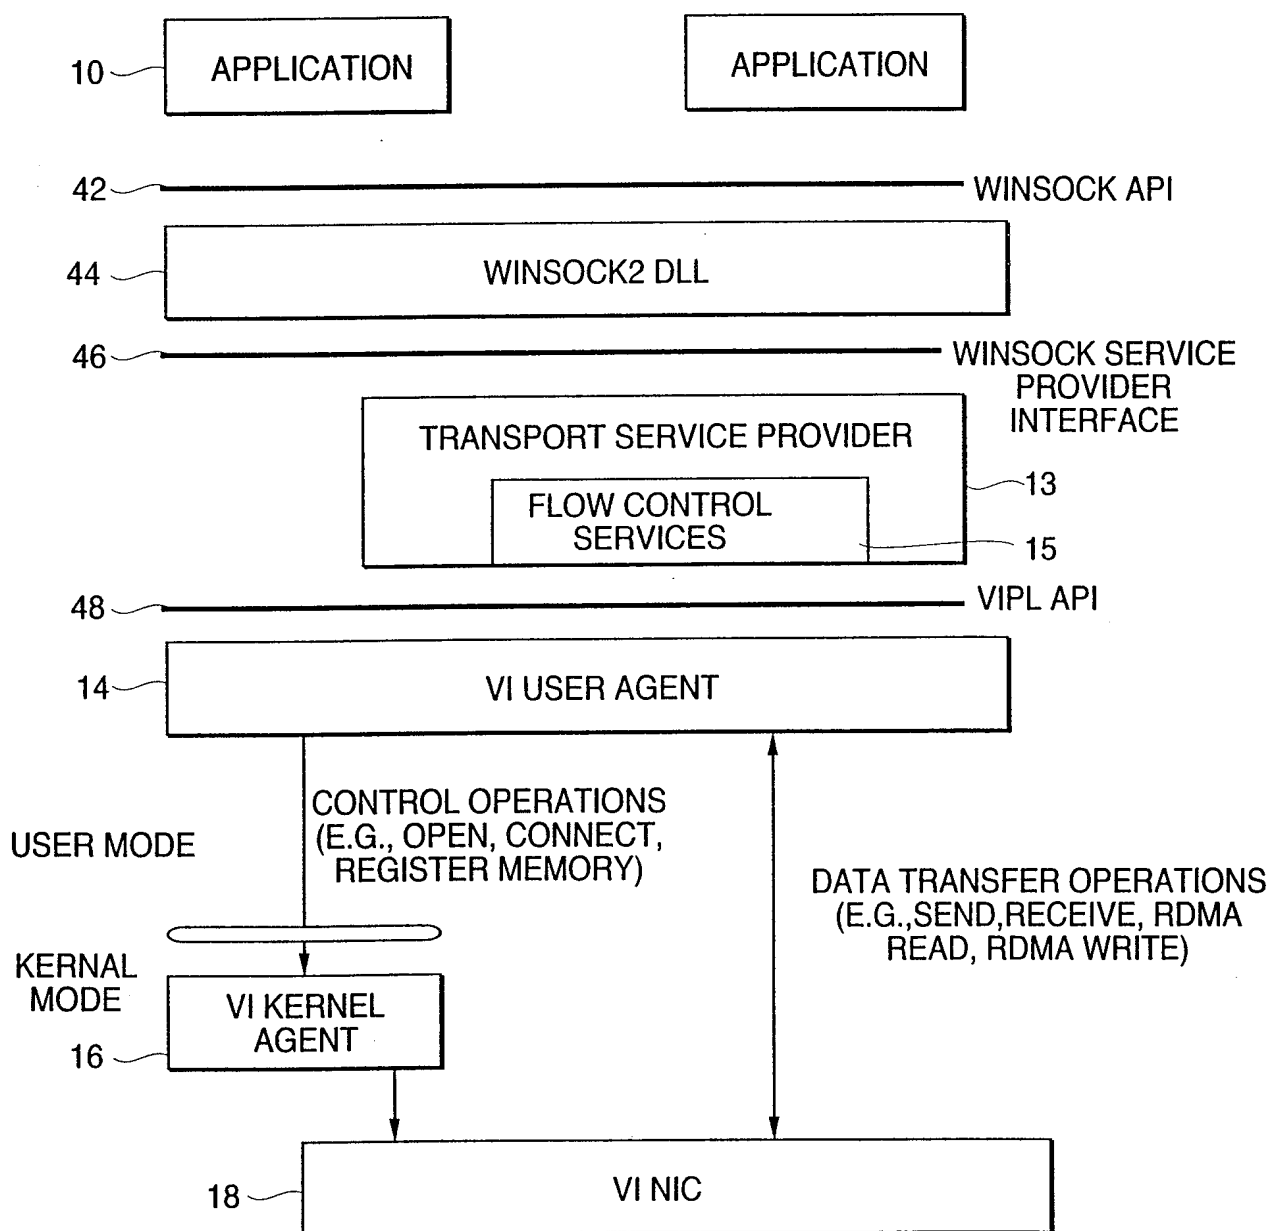 10
APPLICATION
APPLICATION
42
WINSOCK API
44
WINSOCK2 DLL
46
WINSOCK SERVICE
PROVIDER
INTERFACE
TRANSPORT SERVICE PROVIDER
13
FLOW CONTROL
SERVICES
15
48
VIPL API
14
VI USER AGENT
CONTROL OPERATIONS
(E.G., OPEN, CONNECT,
REGISTER MEMORY)
USER MODE
DATA TRANSFER OPERATIONS
(E.G.,SEND,RECEIVE, RDMA
READ, RDMA WRITE)
KERNAL
MODE
VI KERNEL
AGENT
16
18
VI NIC